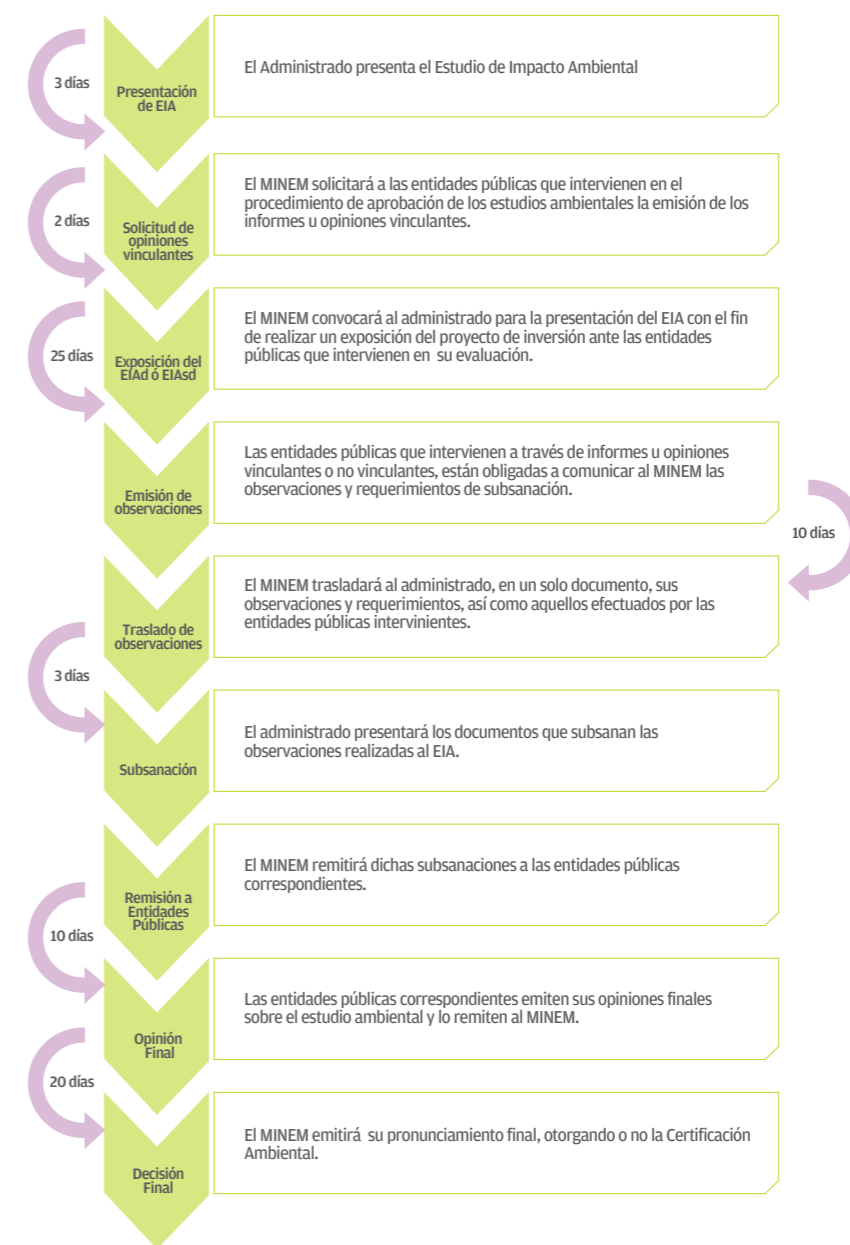 3 días
Presentación
de EIA
El Administrado presenta el Estudio de Impacto Ambiental
2 días
Solicitud de
opiniones
vinculantes
El MINEM solicitará a las entidades públicas que intervienen en el
procedimiento de aprobación de los estudios ambientales la emisión de los
informes u opiniones vinculantes.
25 días
Exposición del
EIAd ó EIAsd
El MINEM convocará al administrado para la presentación del EIA con el fin
de realizar un exposición del proyecto de inversión ante las entidades
públicas que intervienen en su evaluación.
Emisión de
observaciones
Las entidades públicas que intervienen a través de informes u opiniones
vinculantes o no vinculantes, están obligadas a comunicar al MINEM las
observaciones y requerimientos de subsanación.
10 días
Traslado de
observaciones
El MINEM trasladará al administrado, en un solo documento, sus
observaciones y requerimientos, así como aquellos efectuados por las
entidades públicas intervinientes.
3 días
Subsanación
El administrado presentará los documentos que subsanan las
observaciones realizadas al EIA.
Remisión a
Entidades
Públicas
El MINEM remitirá dichas subsanaciones a las entidades públicas
correspondientes.
10 días
Opinión
Final
Las entidades públicas correspondientes emiten sus opiniones finales
sobre el estudio ambiental y lo remiten al MINEM.
20 días
Decisión
Final
El MINEM emitirá su pronunciamiento final, otorgando o no la Certificación
Ambiental.